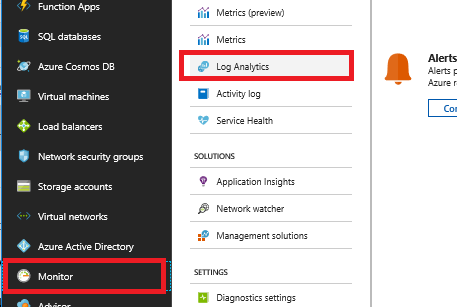 Function Apps
SQL databases
Azure Cosmos DB
Virtual machines
Load balancers
Network security groups
Storage accounts
Virtual networks
Azure Active Directory
Monitor
Advisor
Metrics (preview)
Metrics
Log Analytics
Activity log
Service Health
SOLUTIONS
Application Insights
Network watcher
Management solutions
SETTINGS
Diagnostics settings
Alerts
Alerts p
Azure r